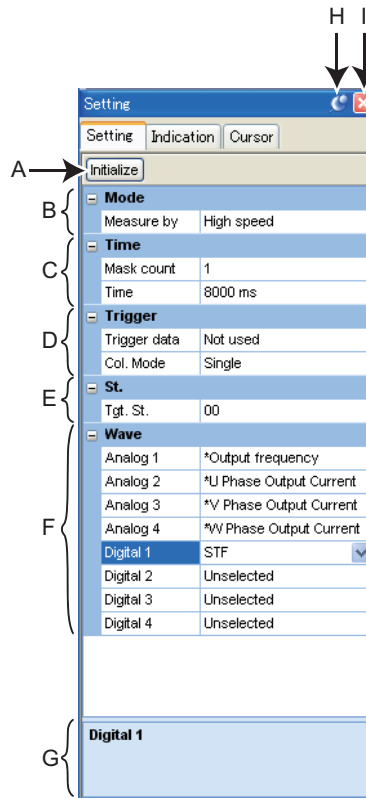 H I
Setting
Setting Indication Cursor
A Initialize
B Mode
Measure by High speed
C Time
Mask count 1
Time 8000 ms
D Trigger
Trigger data Not used
Col. Mode Single
E St.
Tgt. St. 00
F Wave
Analog 1 *Output frequency
Analog 2 *U Phase Output Current
Analog 3 *V Phase Output Current
Analog 4 *W Phase Output Current
Digital 1 STF
Digital 2 Unselected
Digital 3 Unselected
Digital 4 Unselected
G Digital 1